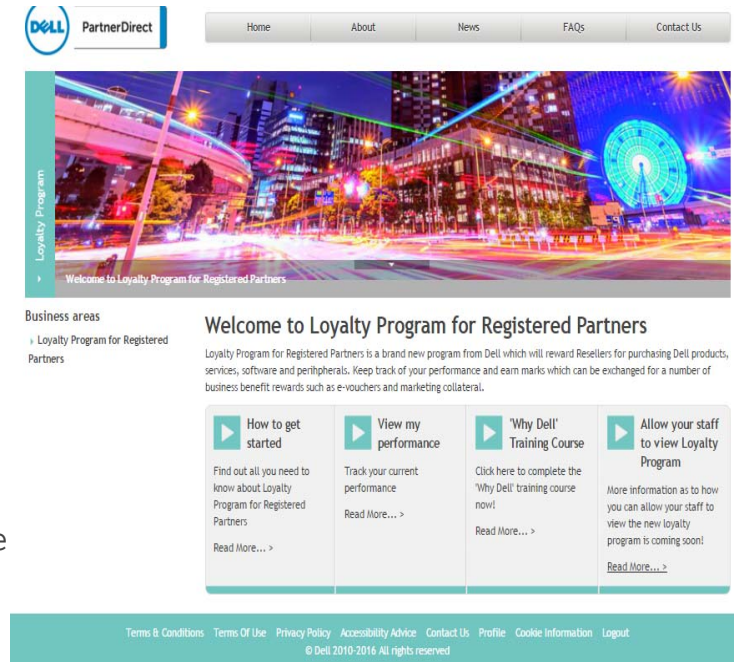 DELL PartnerDirect
Home About News FAQs Contact Us
Loyalty Program
Welcome to Loyalty Program for Registered Partners
Business areas
Loyalty Program for Registered
Partners
Welcome to Loyalty Program for Registered Partners
Loyalty Program for Registered Partners is a brand new program from Dell which will reward Resellers for purchasing Dell products,
services, software and perihpherals. Keep track of your performance and earn marks which can be exchanged for a number of
business benefit rewards such as e-vouchers and marketing collateral.
How to get
started
Find out all you need to
know about Loyalty
Program for Registered
Partners
Read More... >
View my
performance
Track your current
performance
Read More... >
'Why Dell'
Training Course
Click here to complete the
'Why Dell' training course
now!
Read More... >
Allow your staff
to view Loyalty
Program
More information as to how
you can allow your staff to
view the new loyalty
program is coming soon!
Read More... >
e
Terms & Conditions Terms Of Use Privacy Policy Accessibility Advice Contact Us Profile Cookie Information Logout
© Dell 2010-2016 All rights reserved